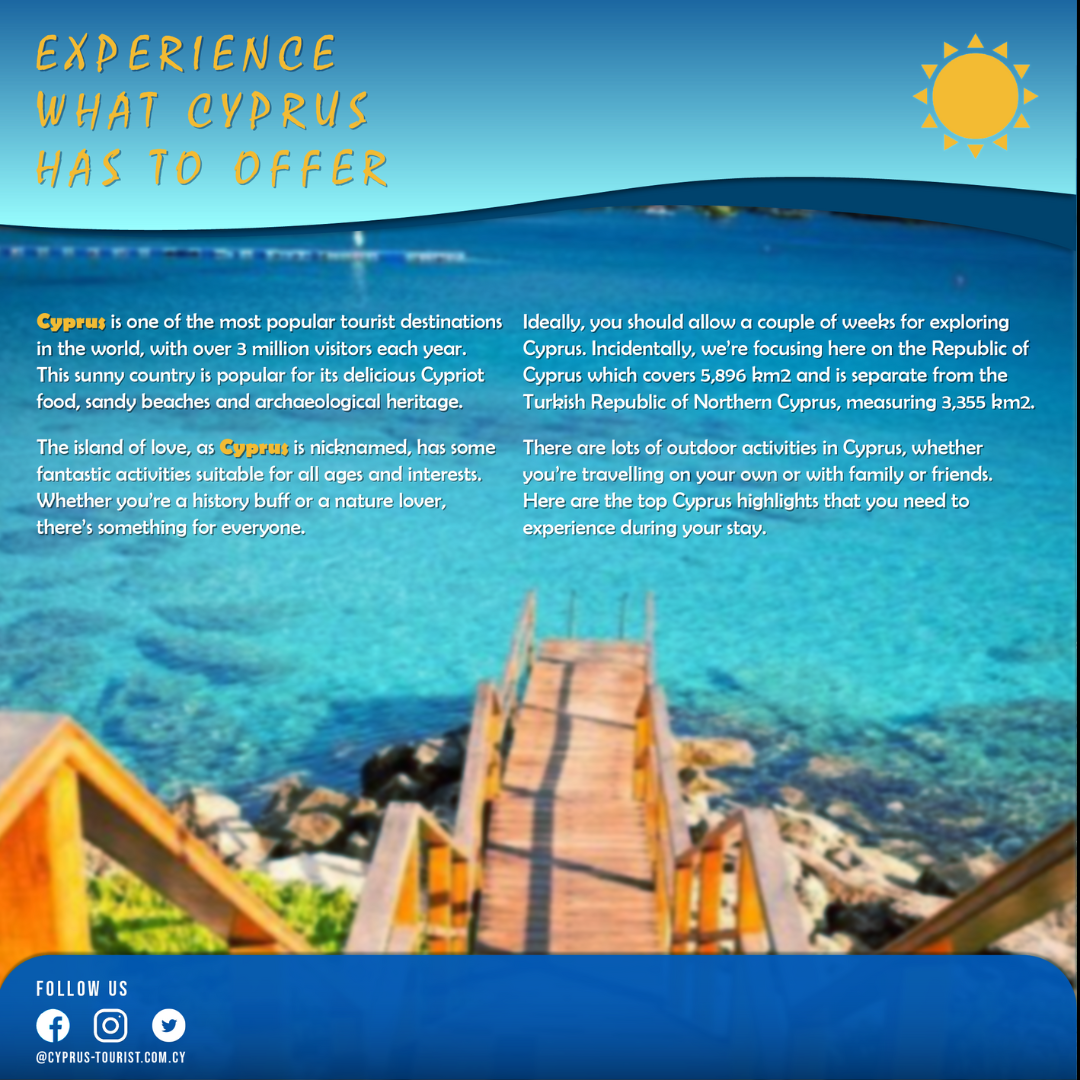 EXPERIENCE
WHAT CYPRUS
HAS TO OFFER
Cyprus is one of the most popular tourist destinations
in the world, with over 3 million visitors each year.
This sunny country is popular for its delicious Cypriot
food, sandy beaches and archaeological heritage.
The island of love, as Cyprus is nicknamed, has some
fantastic activities suitable for all ages and interests.
Whether you're a history buff or a nature lover,
there's something for everyone.
Ideally, you should allow a couple of weeks for exploring
Cyprus. Incidentally, we're focusing here on the Republic of
Cyprus which covers 5,896 km2 and is separate from the
Turkish Republic of Northern Cyprus, measuring 3,355 km2.
There are lots of outdoor activities in Cyprus, whether
you're travelling on your own or with family or friends.
Here are the top Cyprus highlights that you need to
experience during your stay.
FOLLOW US
@CYPRUS-TOURIST.COM.CY